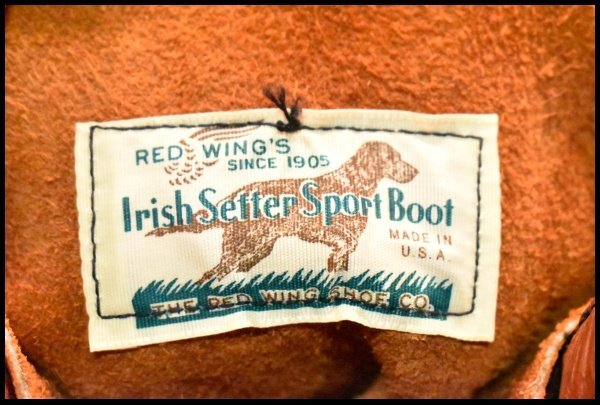 RED WING'S
SINCE 1905
Irish Setter Sport Boot
MADE IN
U.S.A.
THE RED WING SHOE CO.